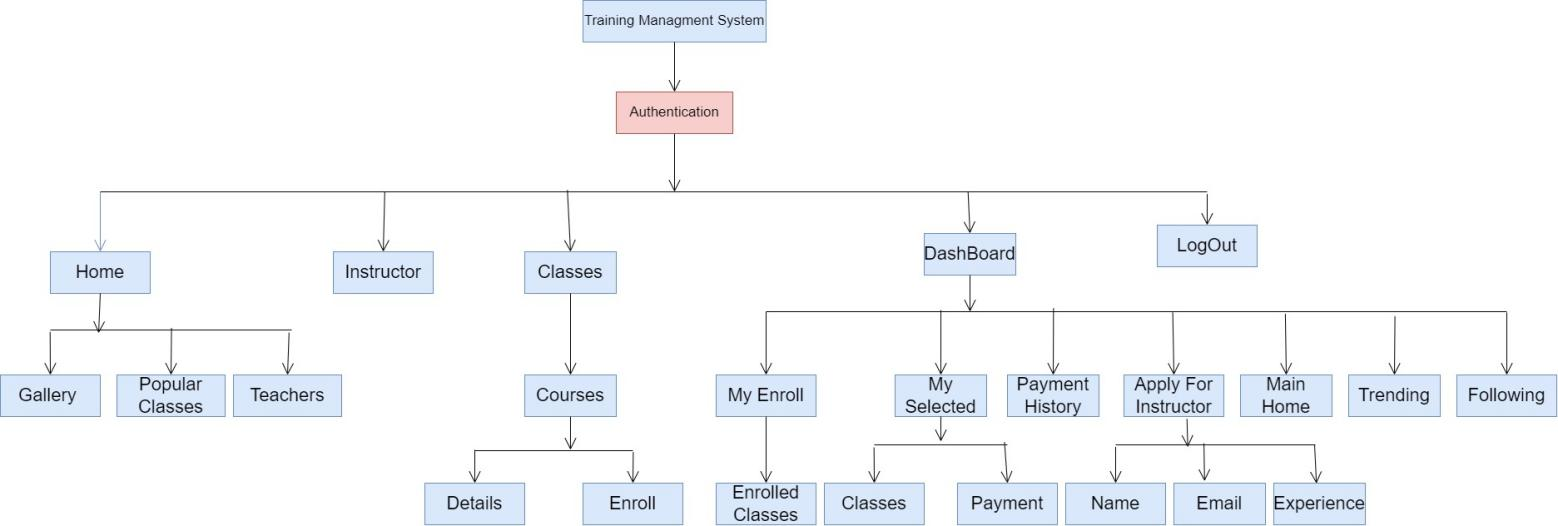 Training Managment System
Authentication
Home
Instructor
Classes
DashBoard
LogOut
Gallery
Popular
Classes
Teachers
Courses
My Enroll
My
Selected
Payment
History
Apply For
Instructor
Main
Home
Trending
Following
Details
Enroll
Enrolled
Classes
Classes
Payment
Name
Email
Experience